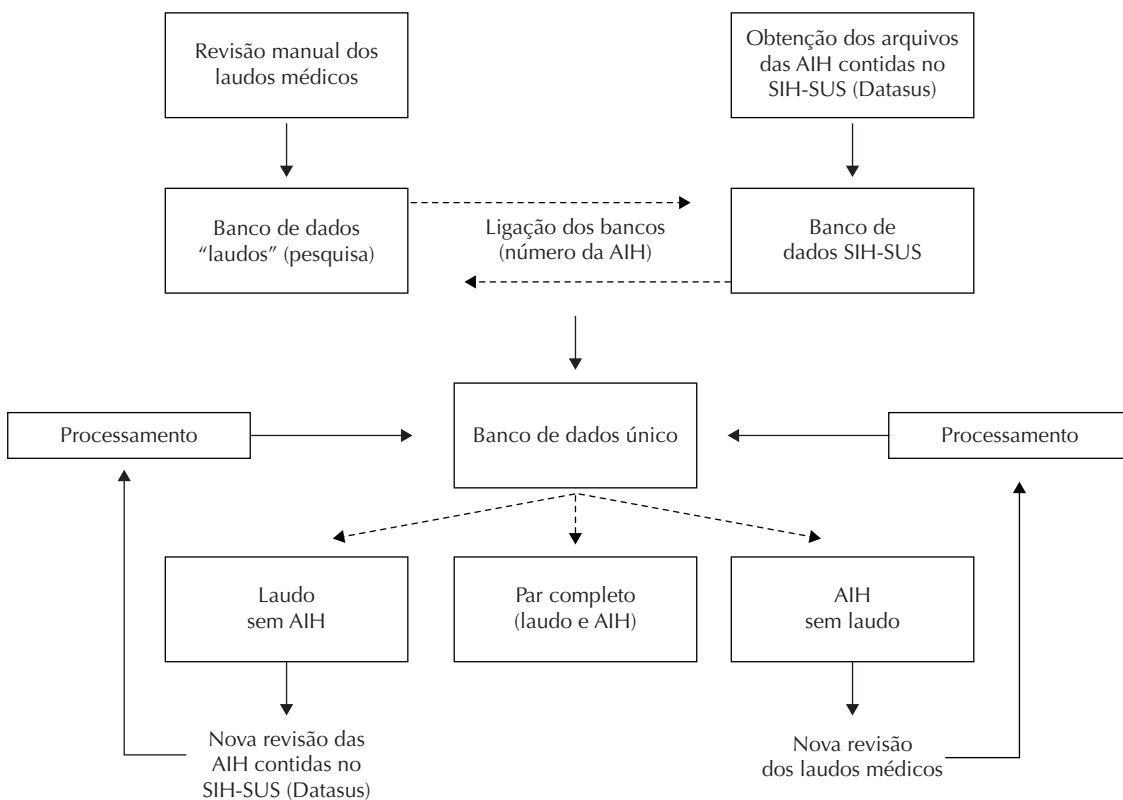 Revisão manual dos
laudos médicos
Obtenção dos arquivos
das AIH contidas no
SIH-SUS (Datasus)
Banco de dados
“laudos” (pesquisa)
Ligação dos bancos
(número da AIH)
Banco de
dados SIH-SUS
Processamento
Banco de dados único
Processamento
Laudo
sem AIH
Par completo
(laudo e AIH)
AIH
sem laudo
Nova revisão das
AIH contidas no
SIH-SUS (Datasus)
Nova revisão
dos laudos médicos